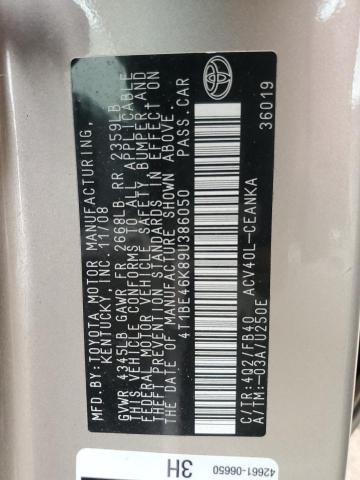 MFD. BY: TOYOTA MOTOR MANUFACTURING,
KENTUCKY, INC. 11/08
GVWR 4345LB GAWR FR 2668LB RR 2359LB
THIS VEHICLE CONFORMS TO ALL APPLICABLE
FEDERAL MOTOR VEHICLE SAFETY, BUMPER, AND
THEFT PREVENTION STANDARDS IN EFFECT ON
THE DATE OF MANUFACTURE SHOWN ABOVE.
4T4BE46K89U386050 PASS.CAR
C/TR:4Q2/FB40 ACV40L-CEANKA
A/TM:-03A/U250E 36019
42661-06650
3H